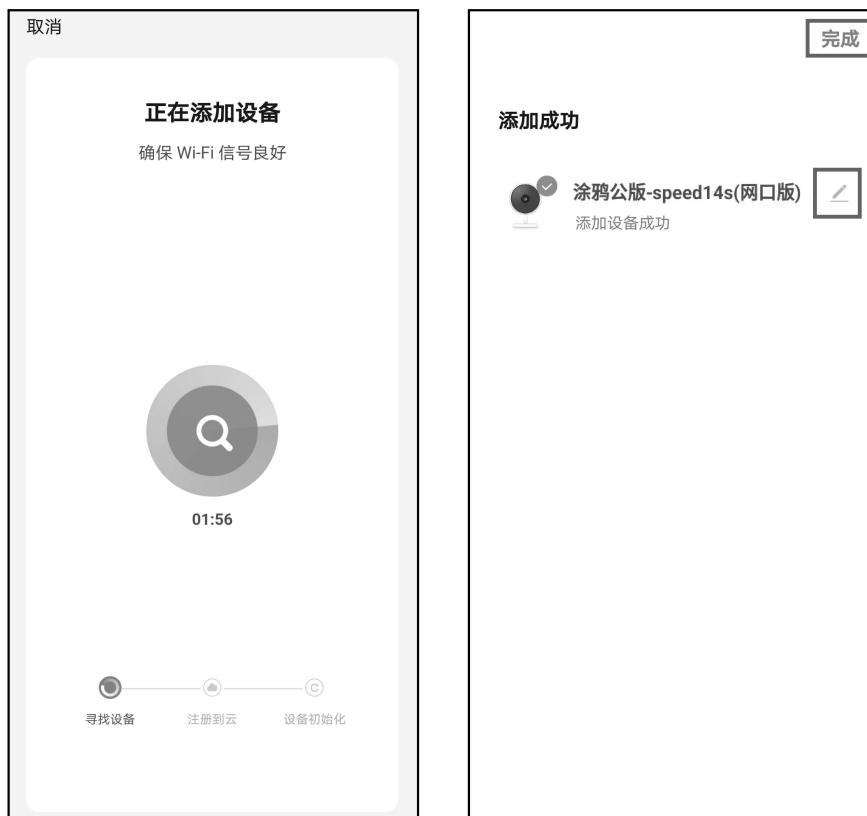 取消
正在添加设备
确保 Wi-Fi 信号良好
01:56
寻找设备
注册到云
设备初始化
完成
添加成功
涂鸦公版-speed14s(网口版)
添加设备成功